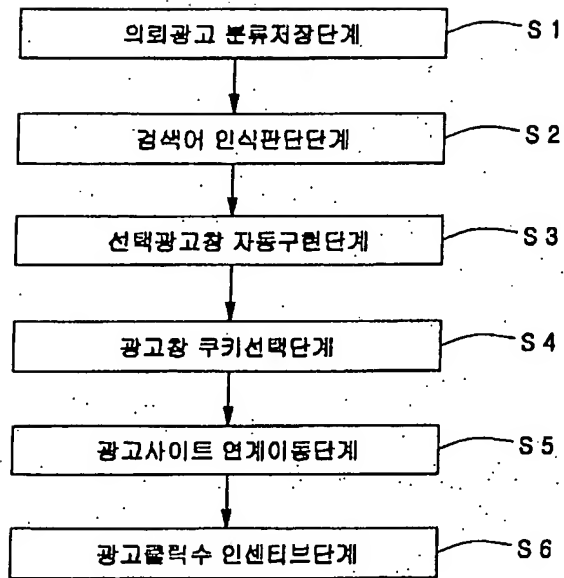 의뢰광고 분류저장단계 S 1
검색어 인식판단단계 S 2
선택광고창 자동구현단계 S 3
광고창 쿠키선택단계 S 4
광고사이트 연계이동단계 S 5
광고클릭수 인센티브단계 S 6